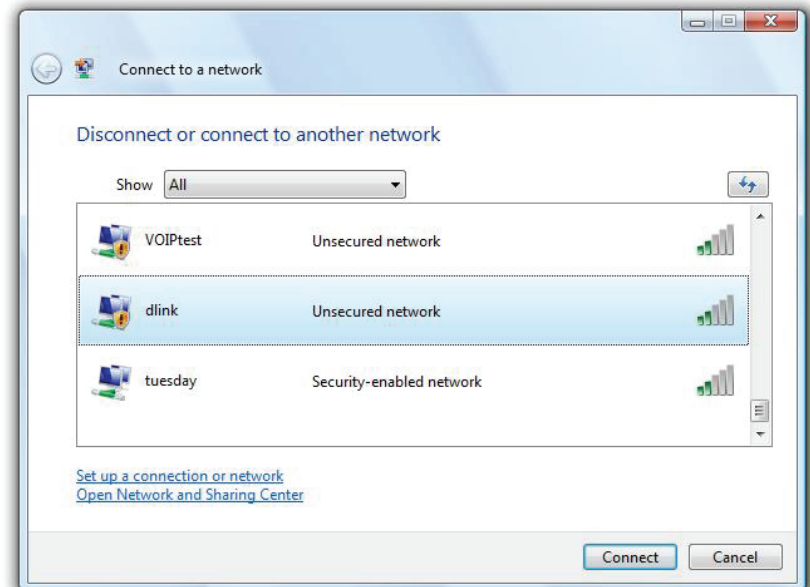 Connect to a network
Disconnect or connect to another network
Show All
VOIPtest Unsecured network
dlink Unsecured network
tuesday Security-enabled network
Set up a connection or network
Open Network and Sharing Center
Connect Cancel